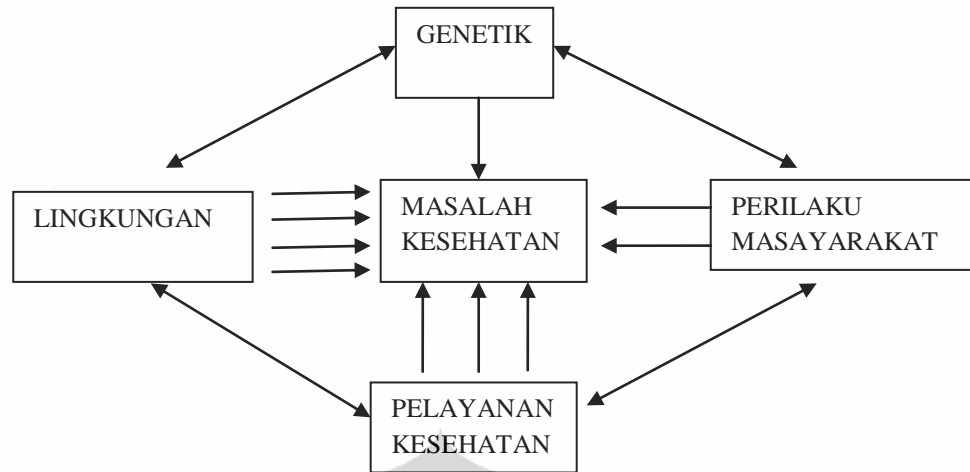 GENETIK
LINGKUNGAN
MASALAH
KESEHATAN
PERILAKU
MASAYARAKAT
PELAYANAN
KESEHATAN